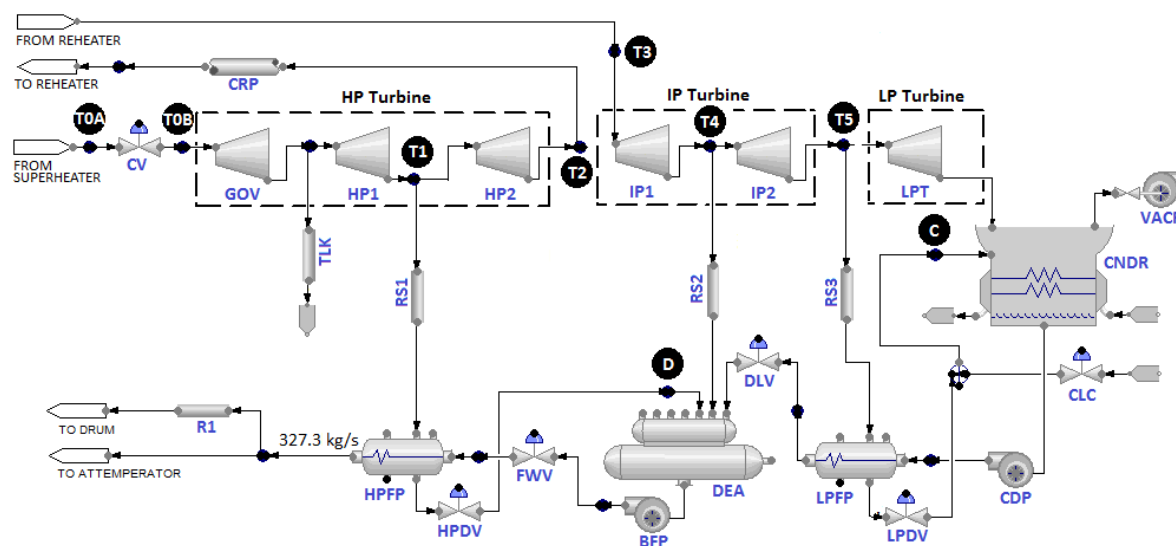 FROM REHEATER
T3
TO REHEATER
CRP
HP Turbine
IP Turbine
LP Turbine
T0A
T0B
T4
T5
FROM
SUPERHEATER
CV
GOV
HP1
T1
HP2
T2
IP1
IP2
LPT
C
CNDR
TLK
RS1
RS2
RS3
D
DLV
CLC
R1
TO DRUM
327.3 kg/s
TO ATTEMPERATOR
HPFP
FWV
DEA
LPFP
CDP
HPDV
BFP
LPDV